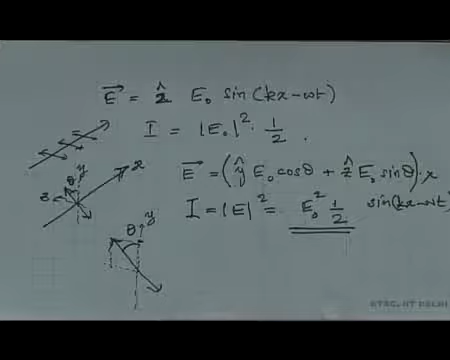 E⃗ = ẑ E₀ sin(kx-ωt)
I = |E₀|² · 1/2 .
E⃗ = (ŷ E₀ cosθ + ẑ E₀ sinθ) · x
sin(kx-ωt)
I = |E|² = E₀² 1/2
θ y
z x
θ y
ETSC, IIT DELHI